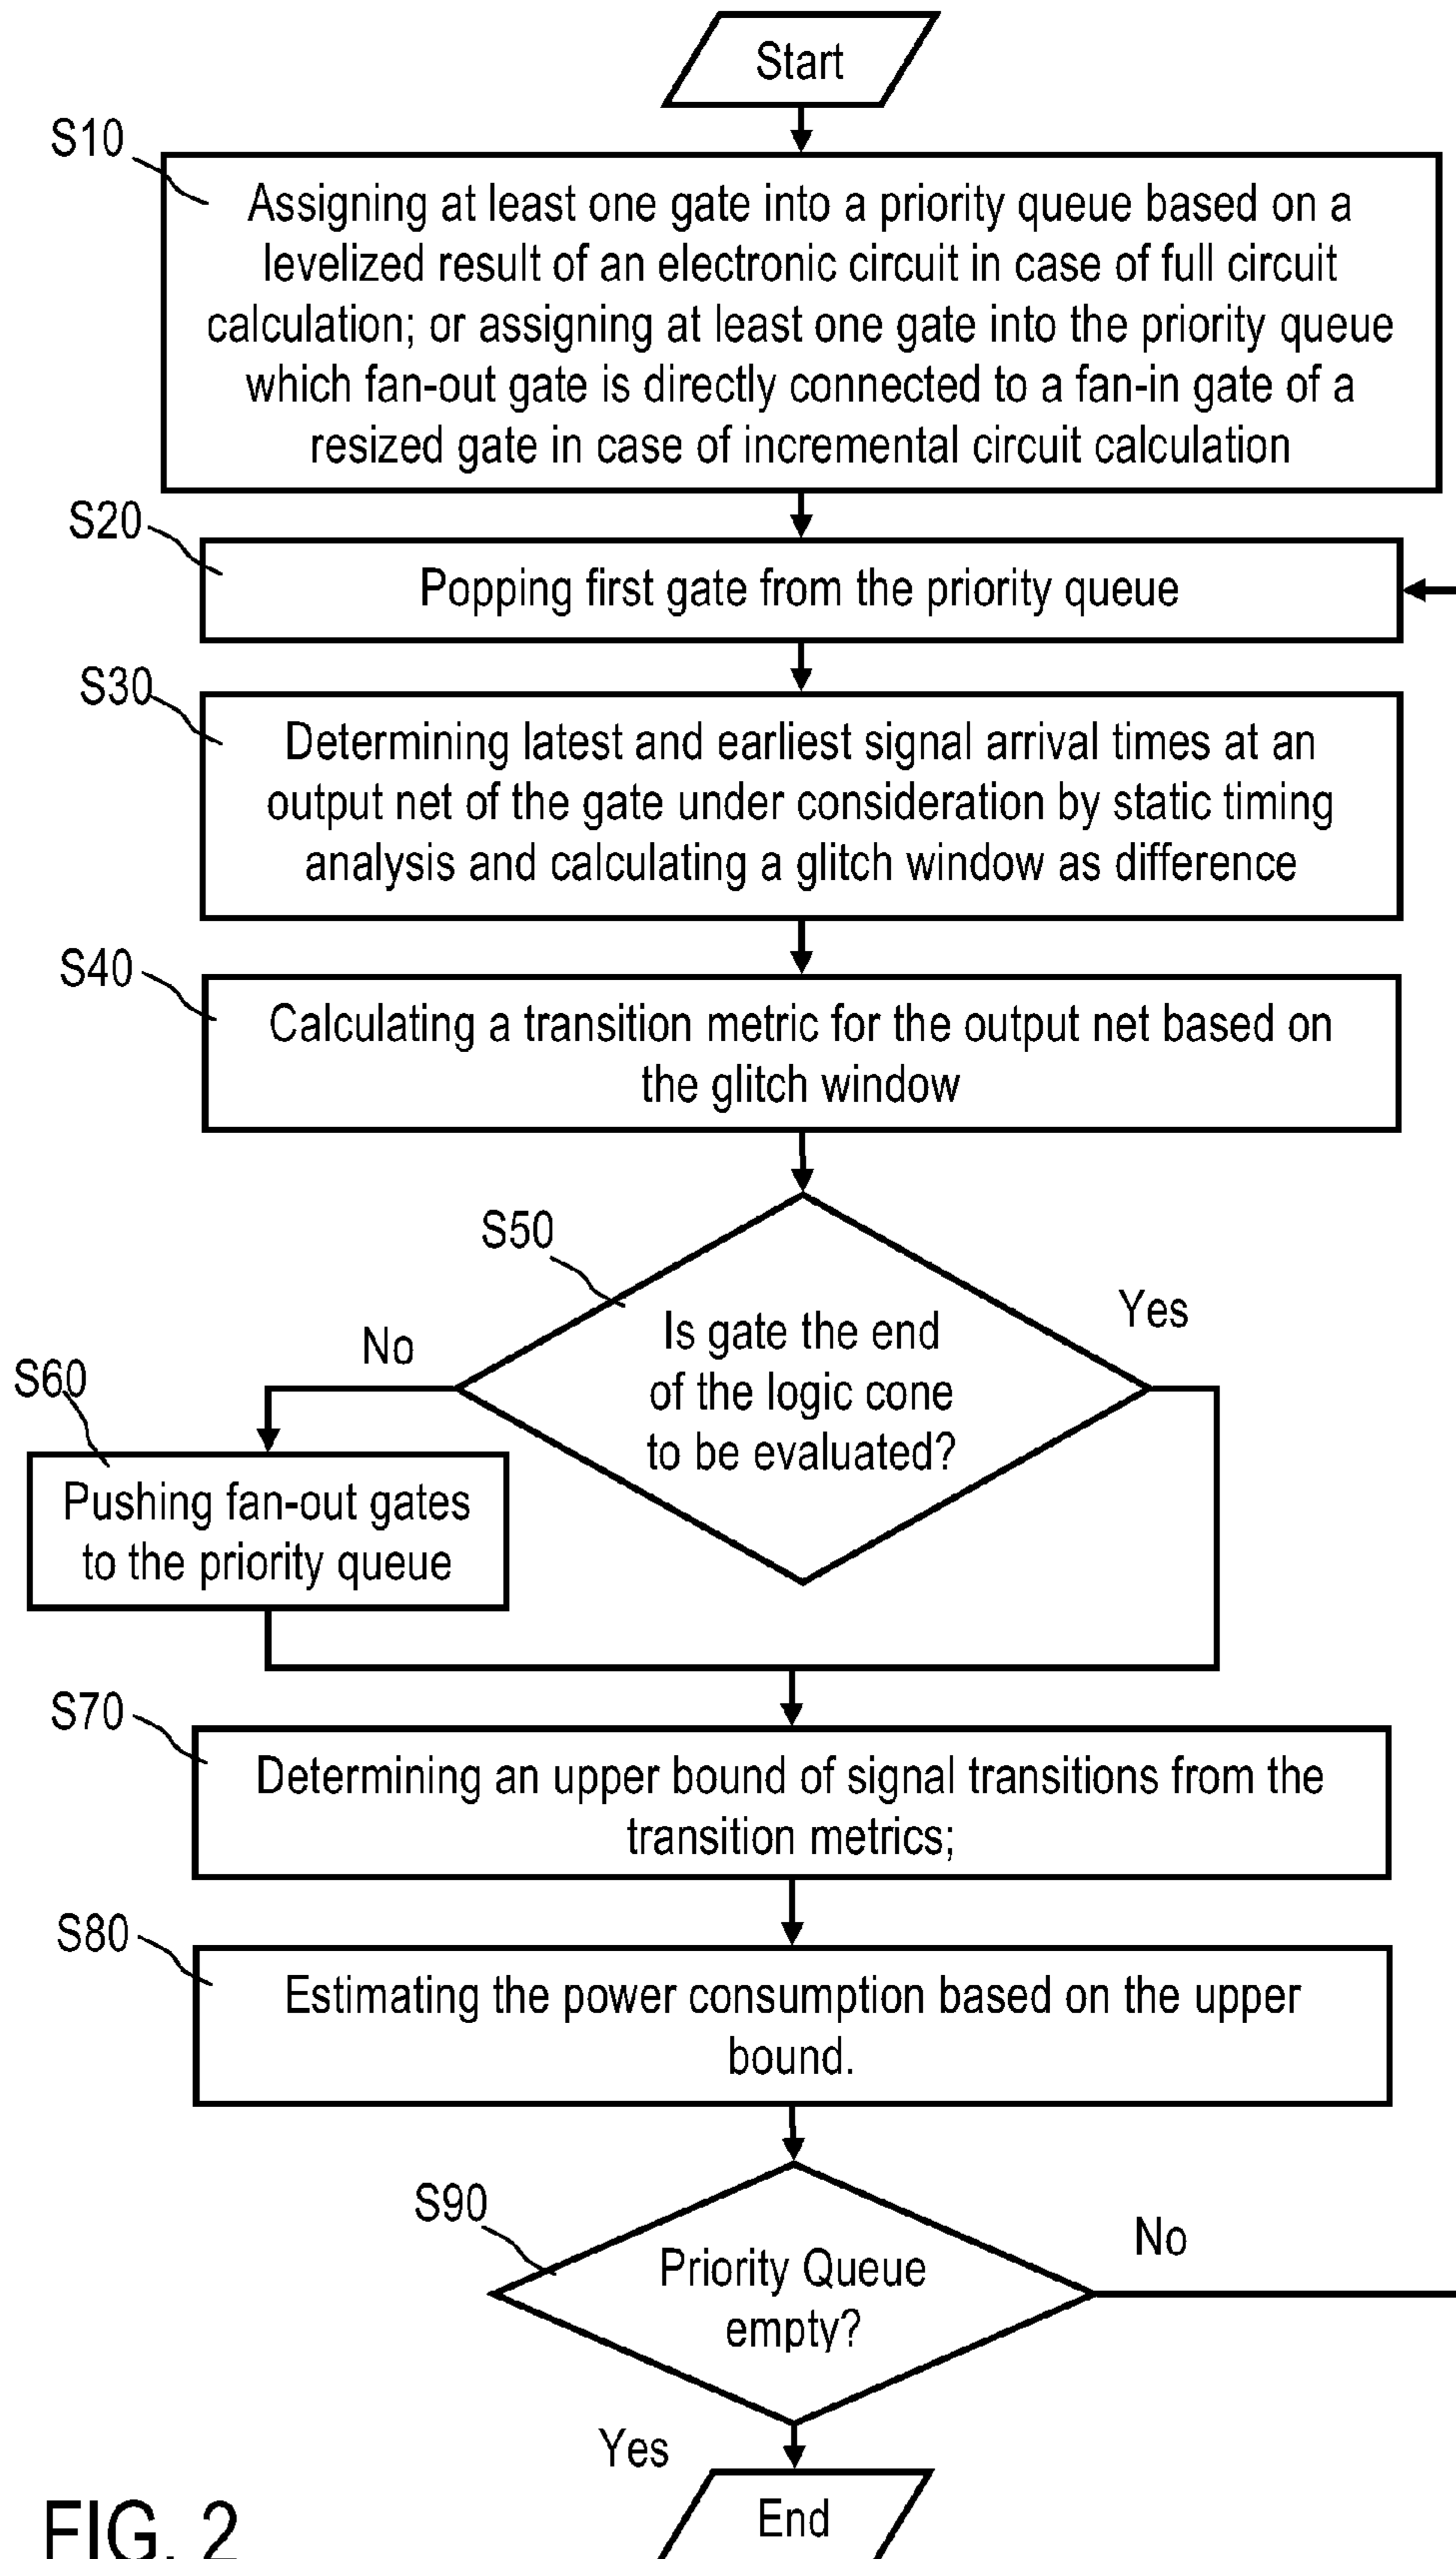 Start
S10
Assigning at least one gate into a priority queue based on a
levelized result of an electronic circuit in case of full circuit
calculation; or assigning at least one gate into the priority queue
which fan-out gate is directly connected to a fan-in gate of a
resized gate in case of incremental circuit calculation
S20
Popping first gate from the priority queue
S30
Determining latest and earliest signal arrival times at an
output net of the gate under consideration by static timing
analysis and calculating a glitch window as difference
S40
Calculating a transition metric for the output net based on
the glitch window
S50
Is gate the end
of the logic cone
to be evaluated?
Yes
No
S60
Pushing fan-out gates
to the priority queue
S70
Determining an upper bound of signal transitions from the
transition metrics;
S80
Estimating the power consumption based on the upper
bound.
S90
Priority Queue
empty?
No
Yes
End
FIG. 2